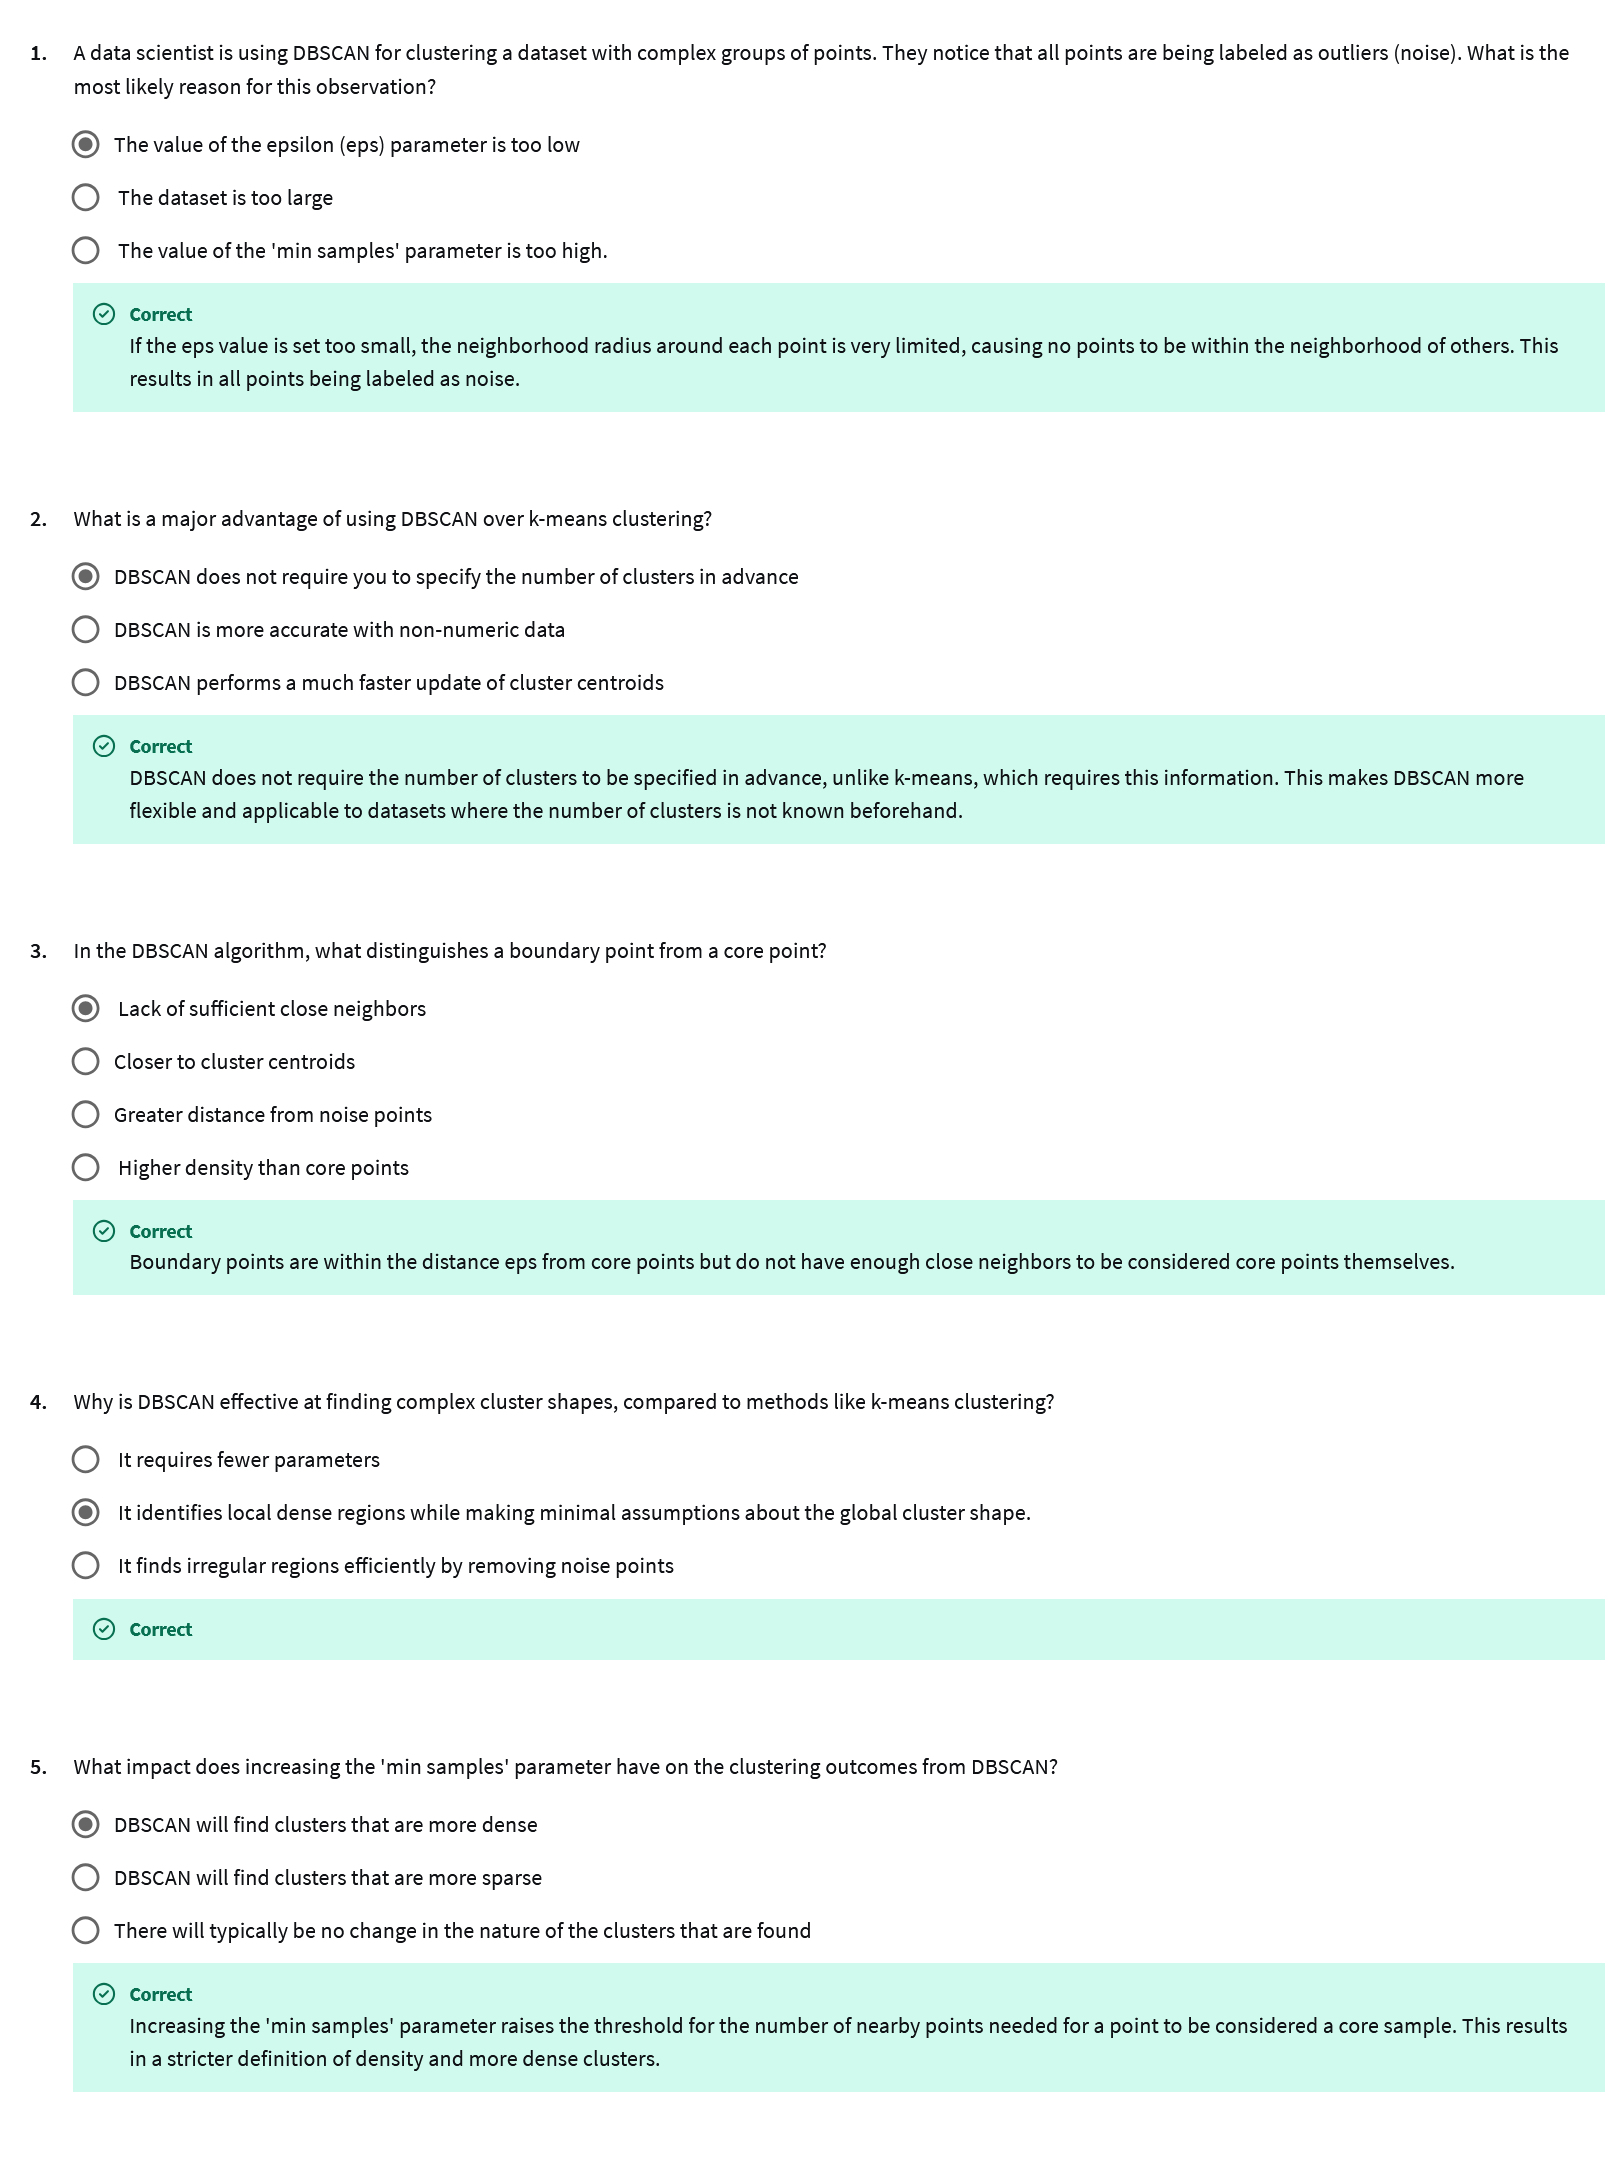 1. A data scientist is using DBSCAN for clustering a dataset with complex groups of points. They notice that all points are being labeled as outliers (noise). What is the
most likely reason for this observation?
The value of the epsilon (eps) parameter is too low
The dataset is too large
The value of the 'min samples' parameter is too high.
Correct
If the eps value is set too small, the neighborhood radius around each point is very limited, causing no points to be within the neighborhood of others. This
results in all points being labeled as noise.
2. What is a major advantage of using DBSCAN over k-means clustering?
DBSCAN does not require you to specify the number of clusters in advance
DBSCAN is more accurate with non-numeric data
DBSCAN performs a much faster update of cluster centroids
Correct
DBSCAN does not require the number of clusters to be specified in advance, unlike k-means, which requires this information. This makes DBSCAN more
flexible and applicable to datasets where the number of clusters is not known beforehand.
3. In the DBSCAN algorithm, what distinguishes a boundary point from a core point?
Lack of sufficient close neighbors
Closer to cluster centroids
Greater distance from noise points
Higher density than core points
Correct
Boundary points are within the distance eps from core points but do not have enough close neighbors to be considered core points themselves.
4. Why is DBSCAN effective at finding complex cluster shapes, compared to methods like k-means clustering?
It requires fewer parameters
It identifies local dense regions while making minimal assumptions about the global cluster shape.
It finds irregular regions efficiently by removing noise points
Correct
5. What impact does increasing the 'min samples' parameter have on the clustering outcomes from DBSCAN?
DBSCAN will find clusters that are more dense
DBSCAN will find clusters that are more sparse
There will typically be no change in the nature of the clusters that are found
Correct
Increasing the 'min samples' parameter raises the threshold for the number of nearby points needed for a point to be considered a core sample. This results
in a stricter definition of density and more dense clusters.